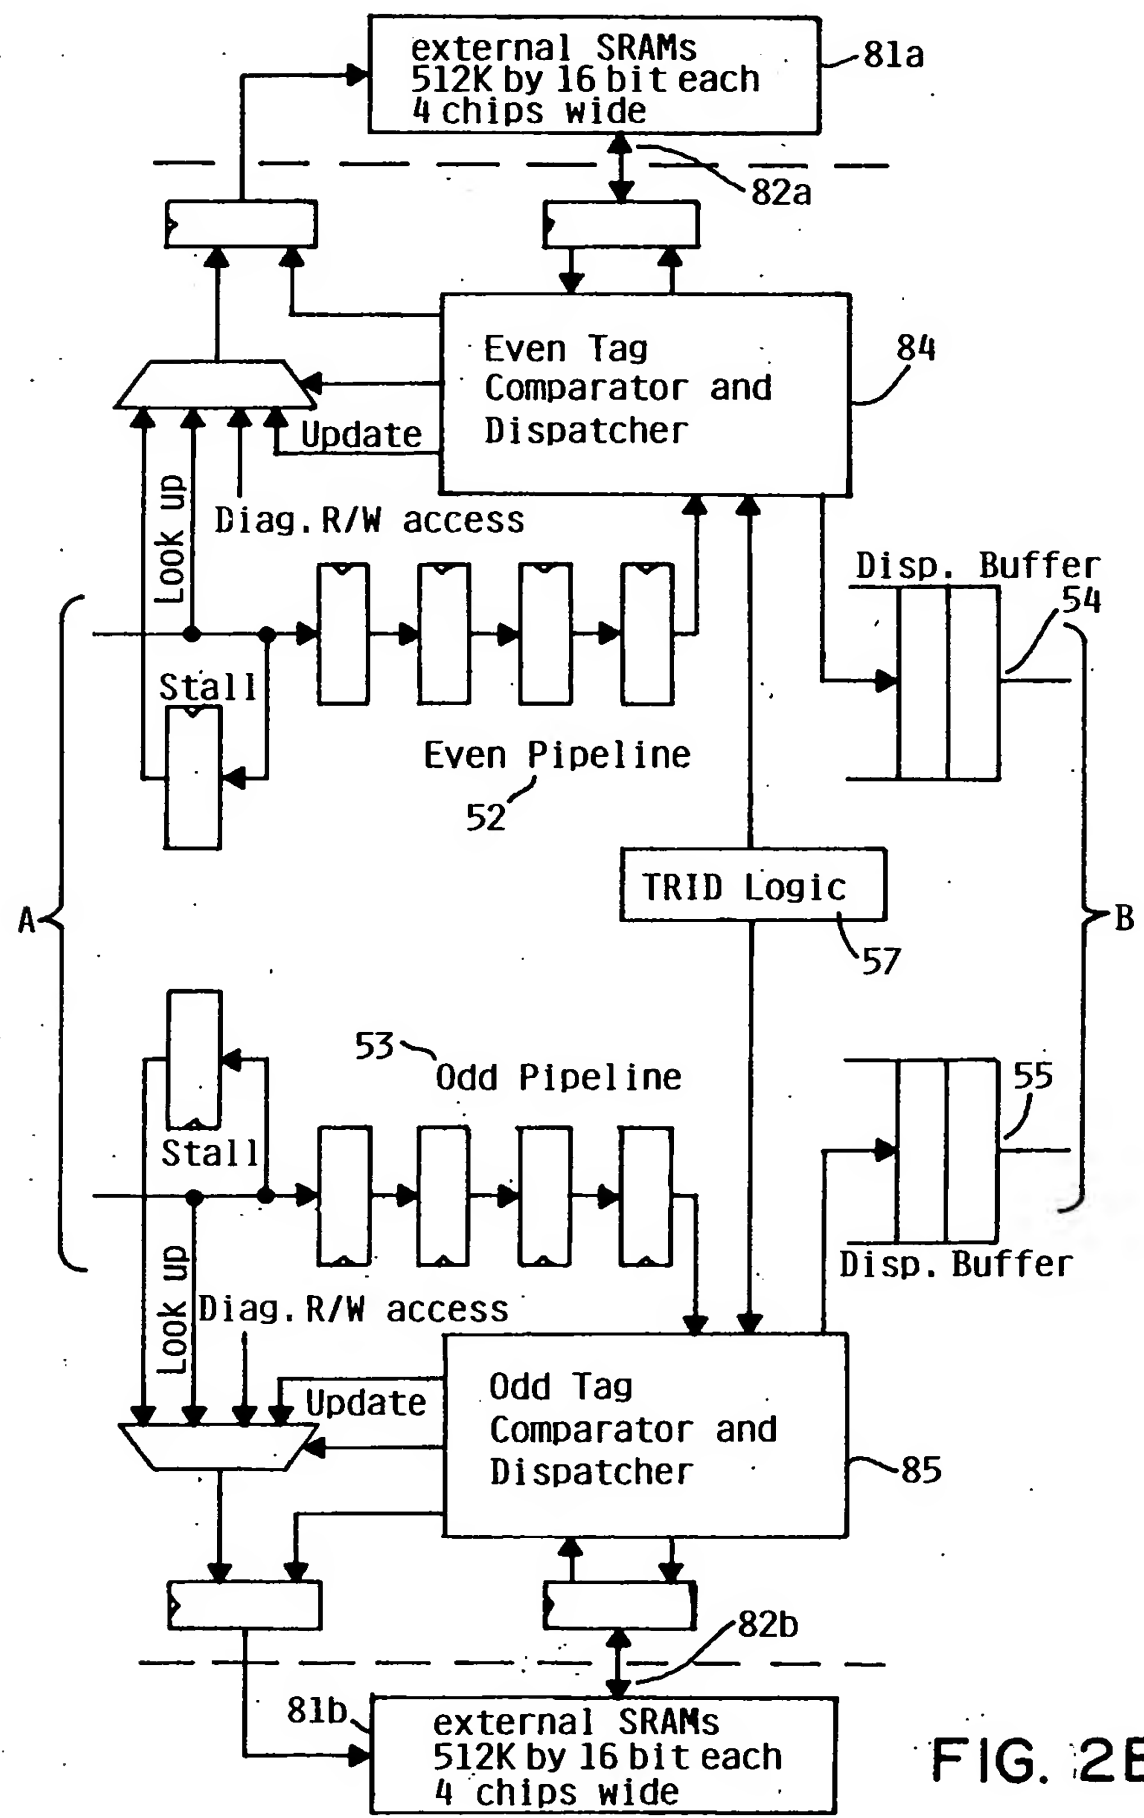 external SRAMs
512K by 16 bit each
4 chips wide
81a
82a
Even Tag
Comparator and
Dispatcher
84
Update
Look up
Diag. R/W access
Disp. Buffer
54
Stall
Even Pipeline
52
TRID Logic
57
A
B
53
Odd Pipeline
55
Stall
Look up
Diag. R/W access
Disp. Buffer
Update
Odd Tag
Comparator and
Dispatcher
85
82b
81b
external SRAMs
512K by 16 bit each
4 chips wide
FIG. 2B